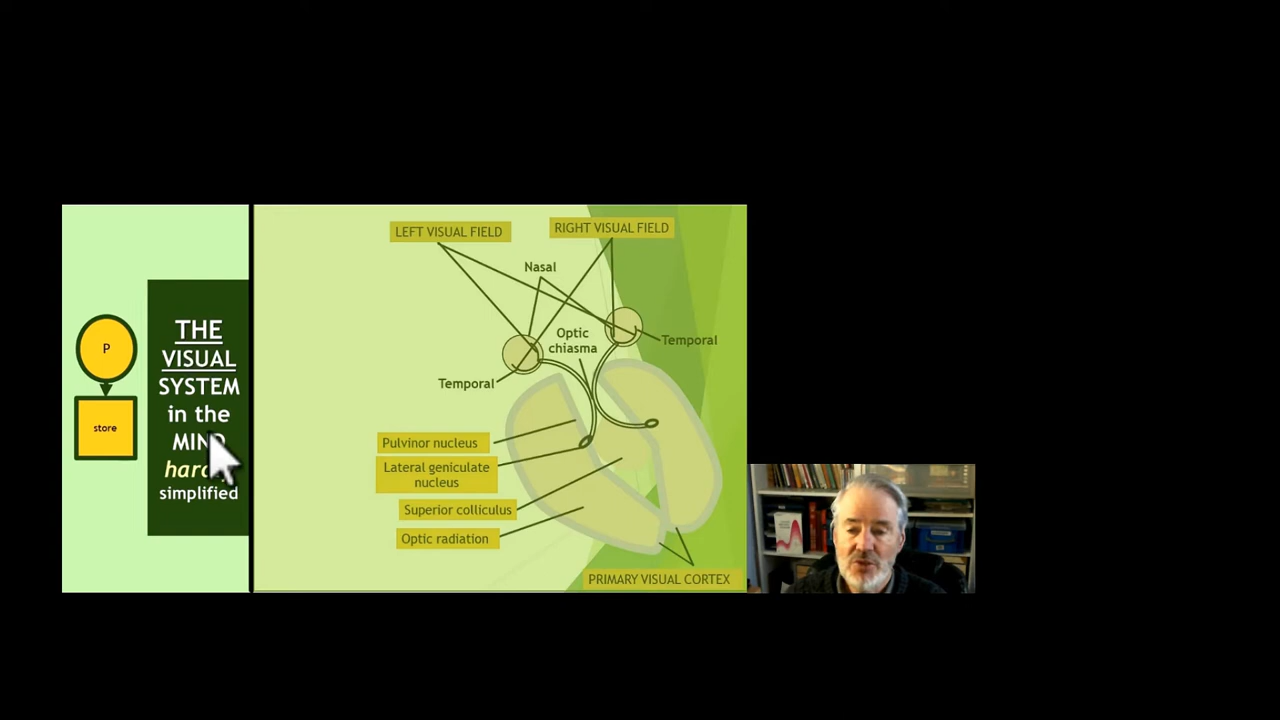 P
store
THE
VISUAL
SYSTEM
in the
MIND
simplified
LEFT VISUAL FIELD
RIGHT VISUAL FIELD
Nasal
Optic
chiasma
Temporal
Temporal
Pulvinor nucleus
Lateral geniculate
nucleus
Superior colliculus
Optic radiation
PRIMARY VISUAL CORTEX